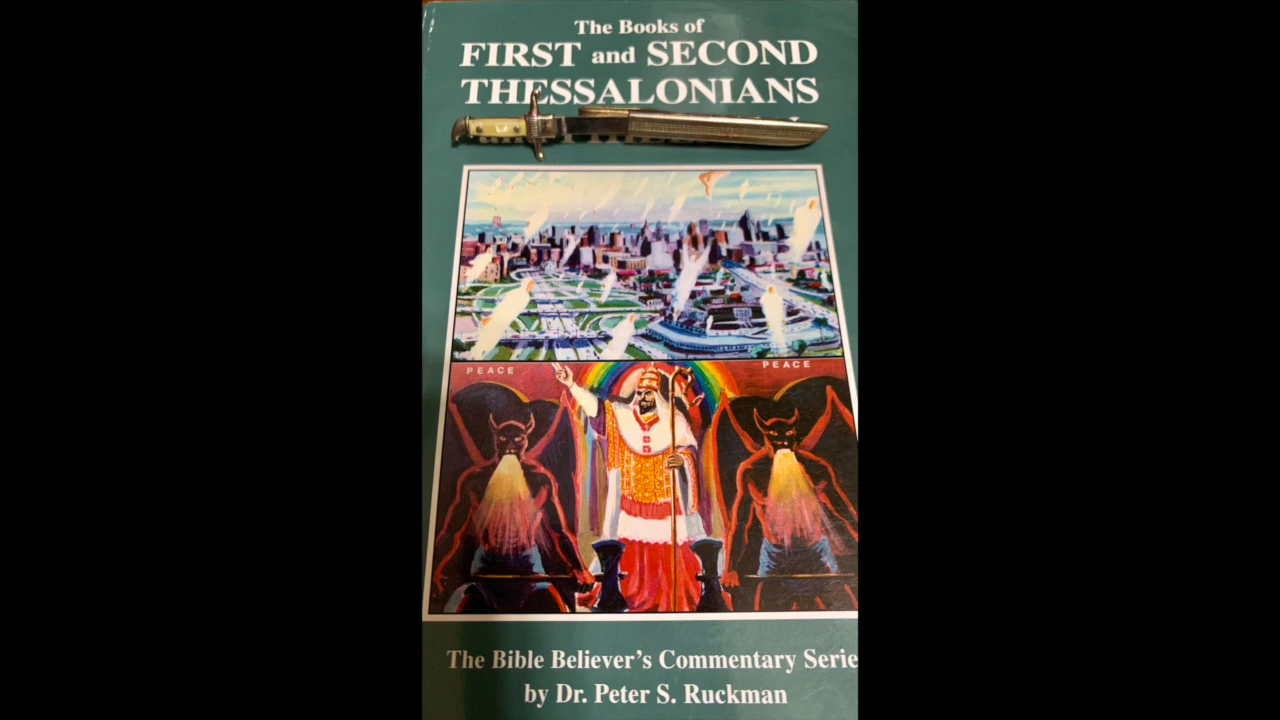 The Books of
FIRST and SECOND
THESSALONIANS
PEACE
PEACE
The Bible Believer's Commentary Serie
by Dr. Peter S. Ruckman